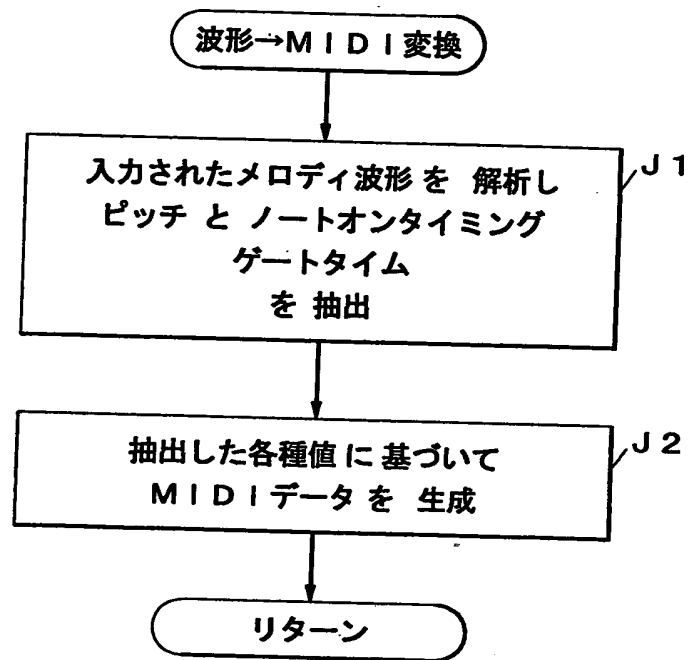 波形→MIDI変換
入力されたメロディ波形を 解析し
ピッチ と ノートオンタイミング
ゲートタイム
を 抽出
J1
抽出した各種値に 基づいて
MIDIデータを 生成
J2
リターン